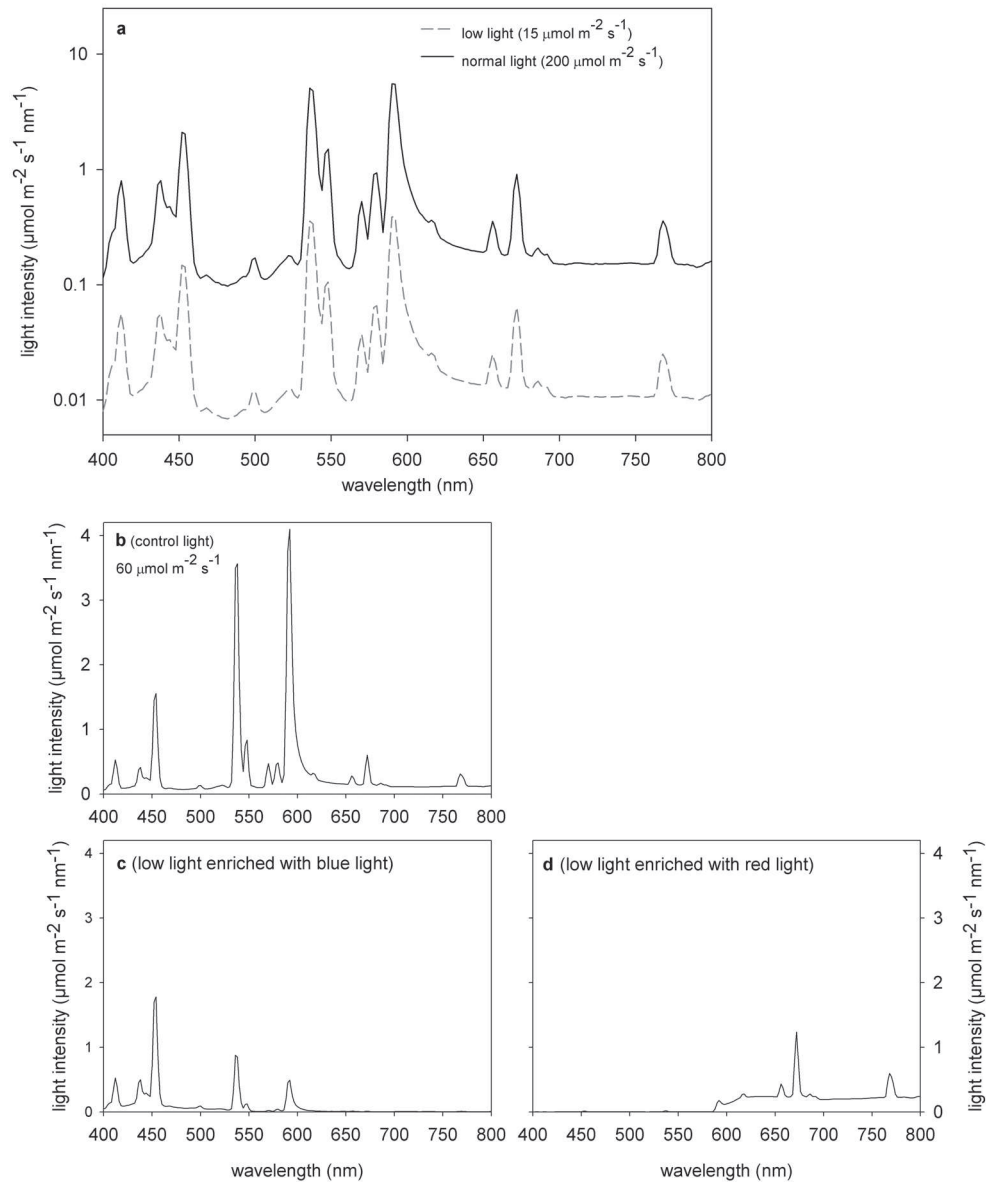 a
low light (15 µmol m-2 s-1)
normal light (200 µmol m-2 s-1)
light intensity (µmol m-2 s-1 nm-1)
10
1
0.1
0.01
400 450 500 550 600 650 700 750 800
wavelength (nm)
b (control light)
60 µmol m-2 s-1
light intensity (µmol m-2 s-1 nm-1)
4
3
2
1
0
400 450 500 550 600 650 700 750 800
c (low light enriched with blue light)
light intensity (µmol m-2 s-1 nm-1)
4
3
2
1
0
400 450 500 550 600 650 700 750 800
wavelength (nm)
d (low light enriched with red light)
4
3
2
1
0
light intensity (µmol m-2 s-1 nm-1)
400 450 500 550 600 650 700 750 800
wavelength (nm)